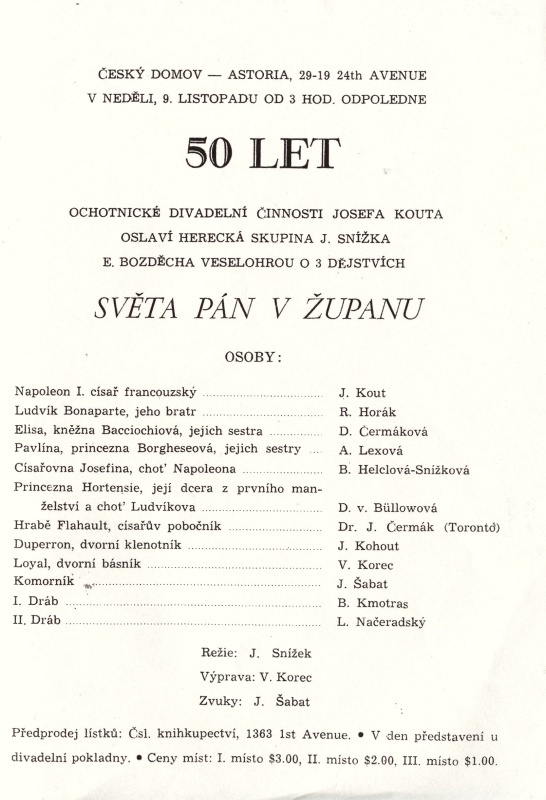 ČESKÝ DOMOV — ASTORIA, 29-19 24th AVENUE
V NEDĚLI, 9. LISTOPADU OD 3 HOD. ODPOLEDNE
50 LET
OCHOTNICKÉ DIVADELNÍ ČINNOSTI JOSEFA KOUTA
OSLAVÍ HERECKÁ SKUPINA J. SNÍŽKA
E. BOZDĚCHA VESELOHROU O 3 DĚJSTVÍCH
SVĚTA PÁN V ŽUPANU
OSOBY:
Napoleon I. císař francouzský ........ J. Kout
Ludvík Bonaparte, jeho bratr ........ R. Horák
Elisa, kněžna Bacciochiová, jejich sestra ........ D. Čermáková
Pavlína, princezna Borgheseová, jejich sestry .... A. Lexová
Císařovna Josefina, choť Napoleona ........ B. Helclová-Snížková
Princezna Hortensie, její dcera z prvního man-
želství a choť Ludvíkova ........ D. v. Büllowová
Hrabě Flahault, císařův pobočník ........ Dr. J. Čermák (Toronto)
Duperron, dvorní klenotník ........ J. Kohout
Loyal, dvorní básník ........ V. Korec
Komorník ........ J. Šabat
I. Dráb ........ B. Kmotras
II. Dráb ........ L. Načeradský
Režie: J. Snížek
Výprava: V. Korec
Zvuky: J. Šabat
Předprodej lístků: Čsl. knihkupectví, 1363 1st Avenue. • V den představení u
divadelní pokladny. • Ceny míst: I. místo $3.00, II. místo $2.00, III. místo $1.00.